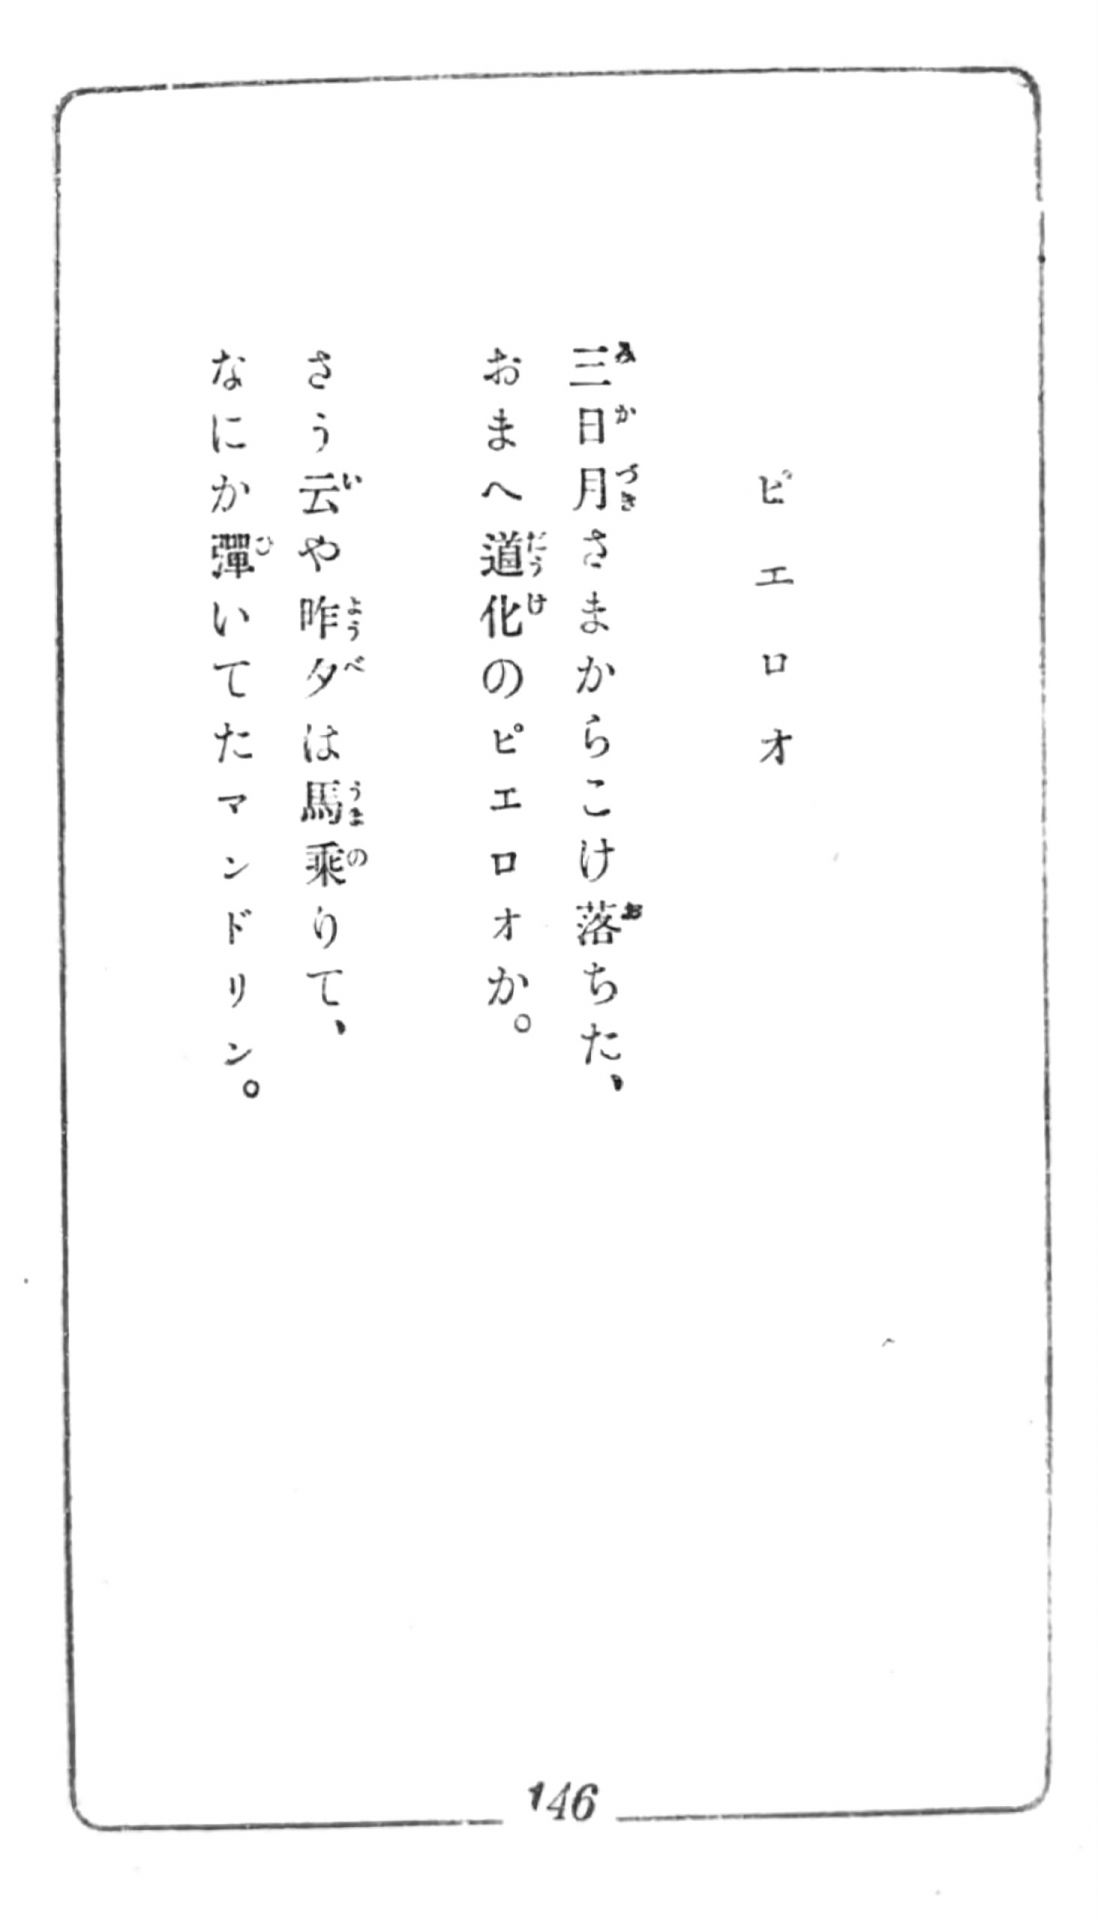 ピエロオ
三日月さまからこけ落ちた、
おまへ道化のピエロオか。
さう云や昨夕は馬乘りて、
なにか彈いてたマンドリン。
146